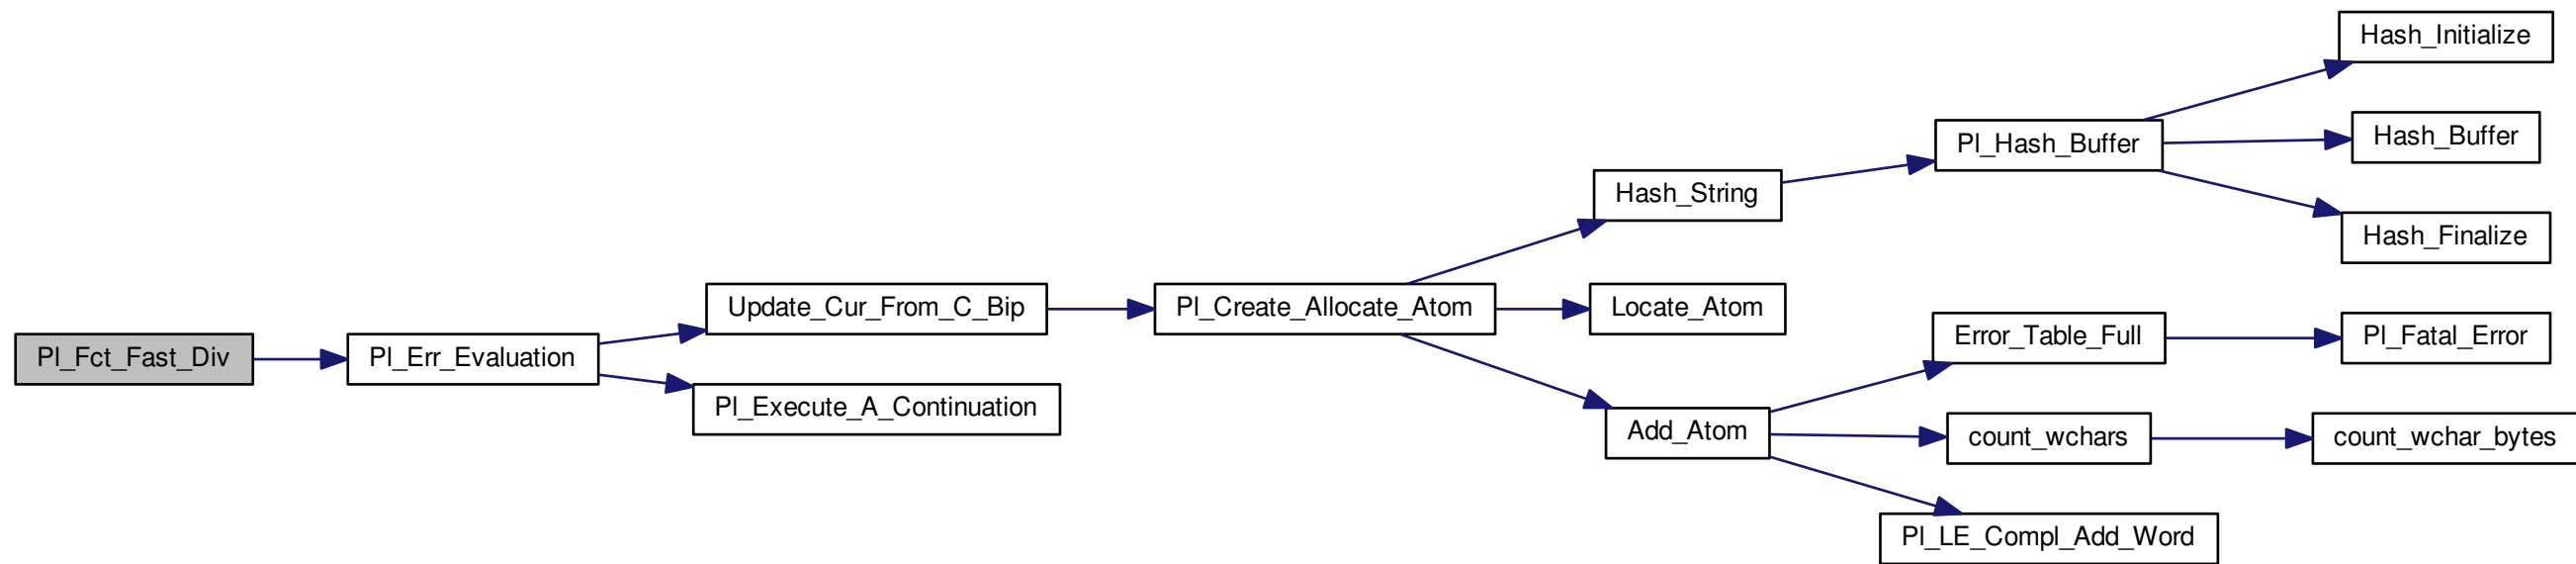 Hash_Initialize
Hash_Buffer
Pl_Hash_Buffer
Hash_String
Hash_Finalize
Update_Cur_From_C_Bip
Pl_Create_Allocate_Atom
Locate_Atom
Error_Table_Full
Pl_Fatal_Error
Pl_Fct_Fast_Div
Pl_Err_Evaluation
Pl_Execute_A_Continuation
Add_Atom
count_wchars
count_wchar_bytes
Pl_LE_Compl_Add_Word